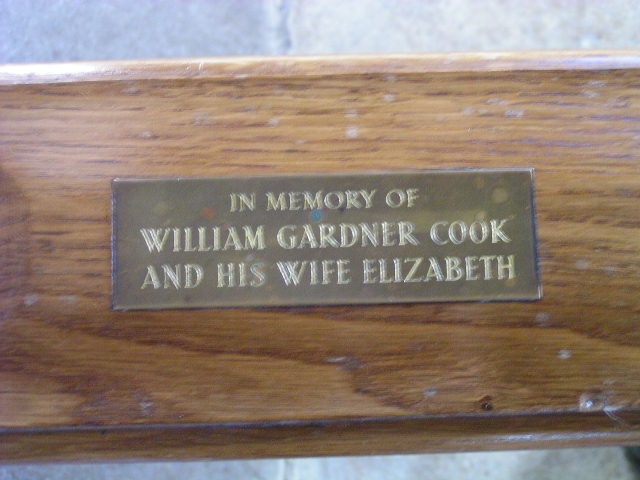 IN MEMORY OF
WILLIAM GARDNER COOK
AND HIS WIFE ELIZABETH